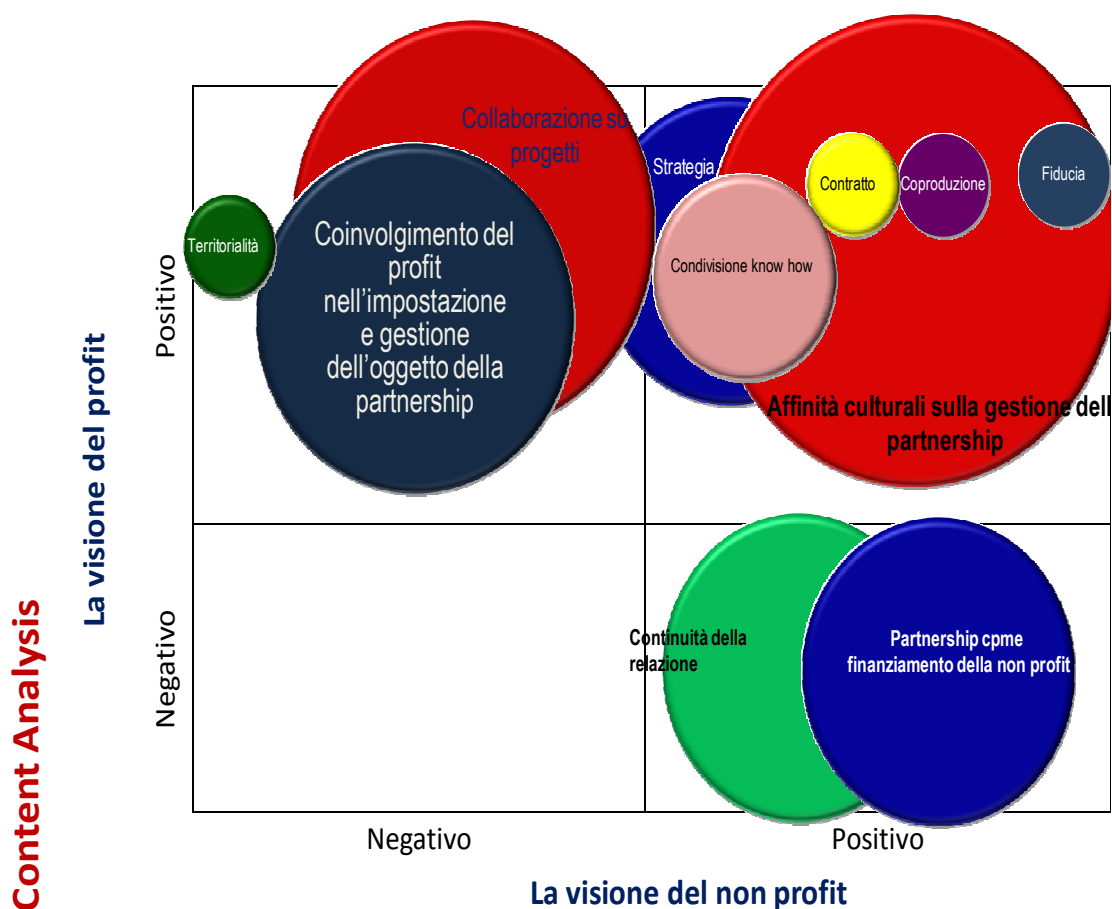 Collaborazione su
progetti
Strategia
Contratto
Coproduzione
Fiducia
Territorialità
Coinvolgimento del
profit
nell'impostazione
e gestione
dell'oggetto della
partnership
Condivisione know how
Affinità culturali sulla gestione dell
partnership
Positivo
La visione del profit
Continuità della
relazione
Partnership cpme
finanziamento della non profit
Negativo
Content Analysis
Negativo
Positivo
La visione del non profit